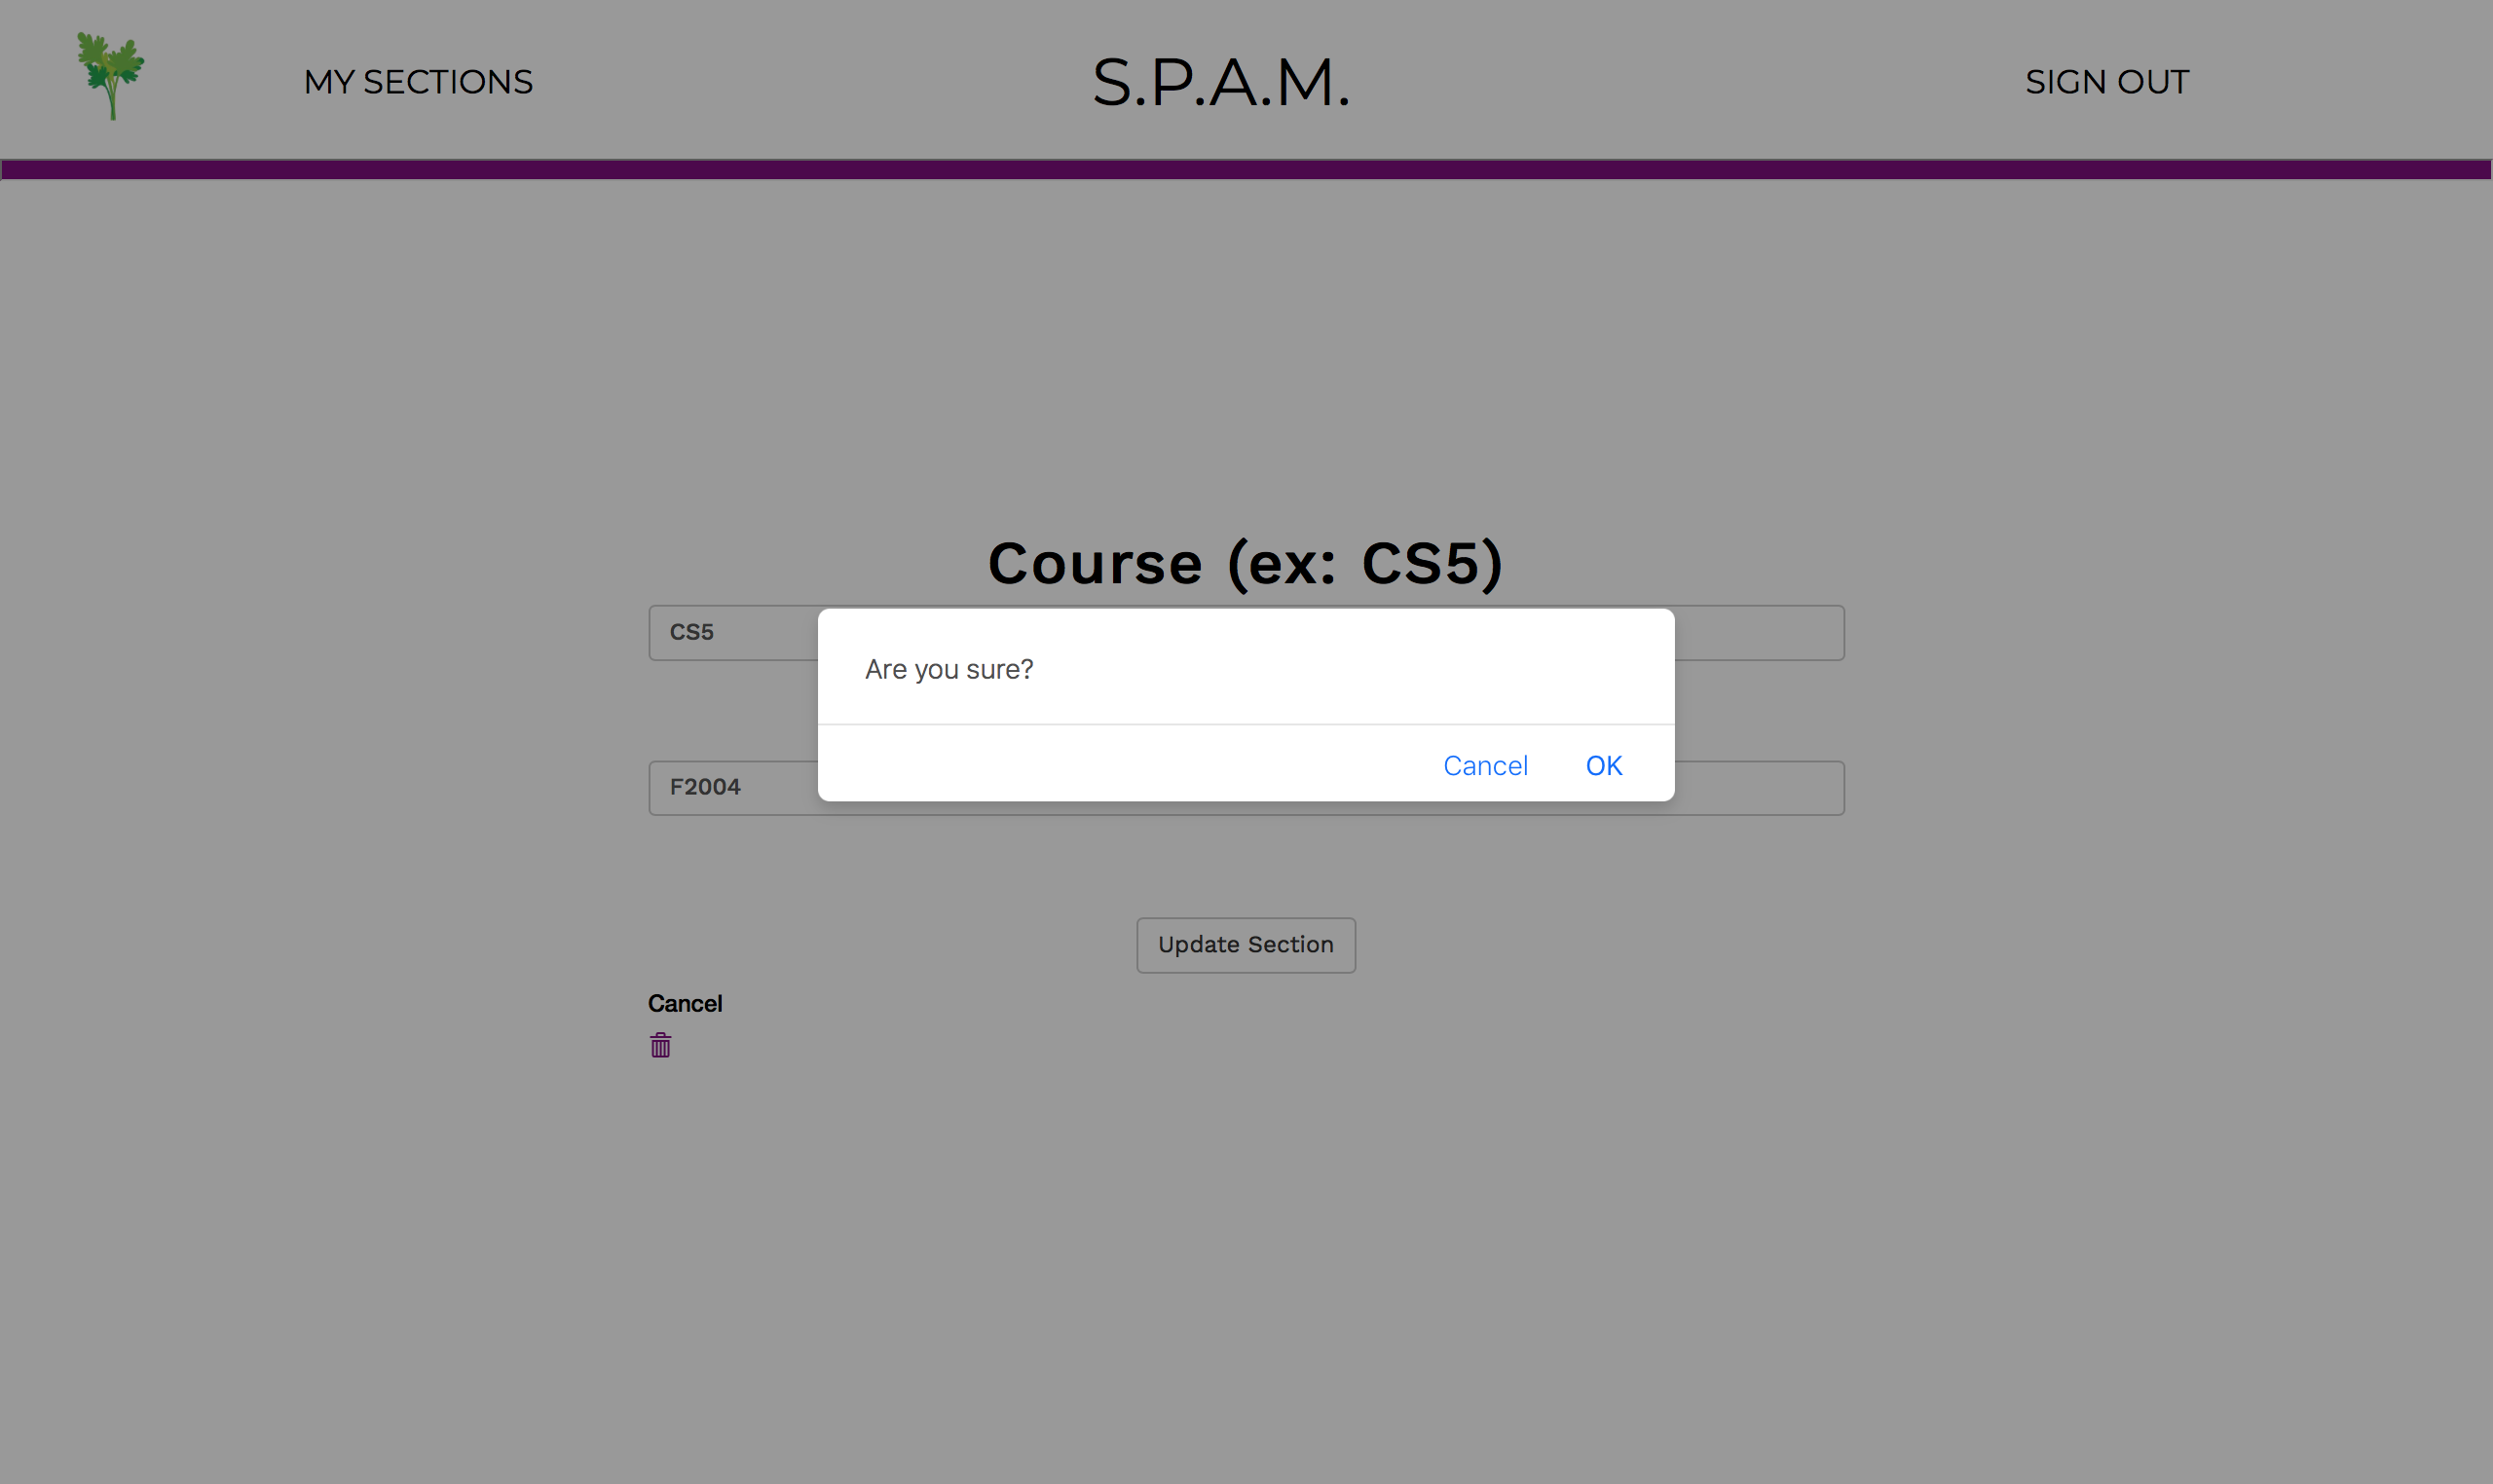 MY SECTIONS
S.P.A.M.
SIGN OUT
Course (ex: CS5)
CS5
Are you sure?
Cancel
OK
F2004
Update Section
Cancel